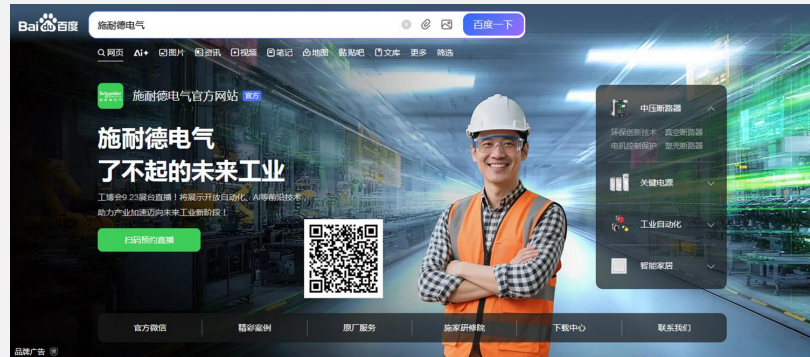 Bai百度
施耐德电气
百度一下
网页 Ai+ 图片 资讯 视频 笔记 地图 贴吧 文库 更多 筛选
Schneider
施耐德电气官方网站 官方
施耐德电气
了不起的未来工业
工博会9.23展台直播！将展示开放自动化、AI等前沿技术
助力产业加速迈向未来工业新阶段！
扫码预约直播
中压断路器
环保创新技术 真空断路器
电机控制保护 塑壳断路器
关键电源
工业自动化
智能家居
官方微信
精彩案例
原厂服务
施家研修院
下载中心
联系我们
品牌广告